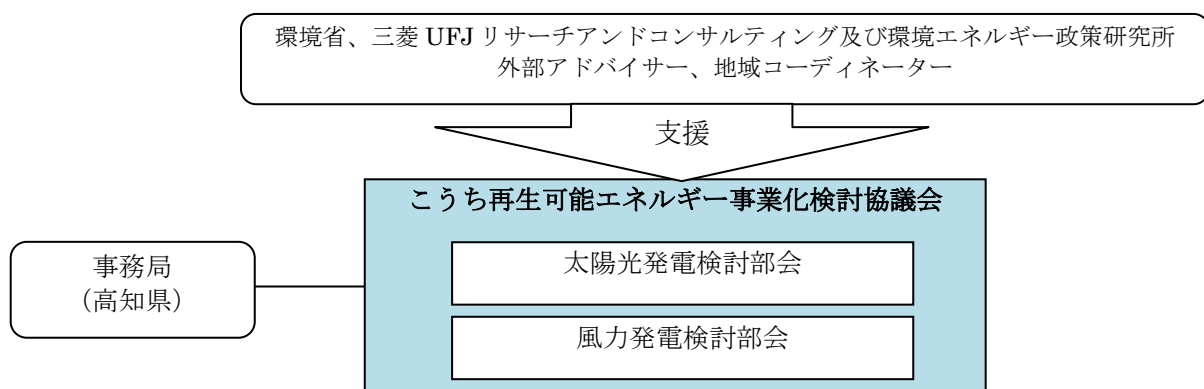 環境省、三菱 UFJ リサーチアンドコンサルティング及び環境エネルギー政策研究所
外部アドバイザー、地域コーディネーター
支援
こうち再生可能エネルギー事業化検討協議会
太陽光発電検討部会
事務局
（高知県）
風力発電検討部会